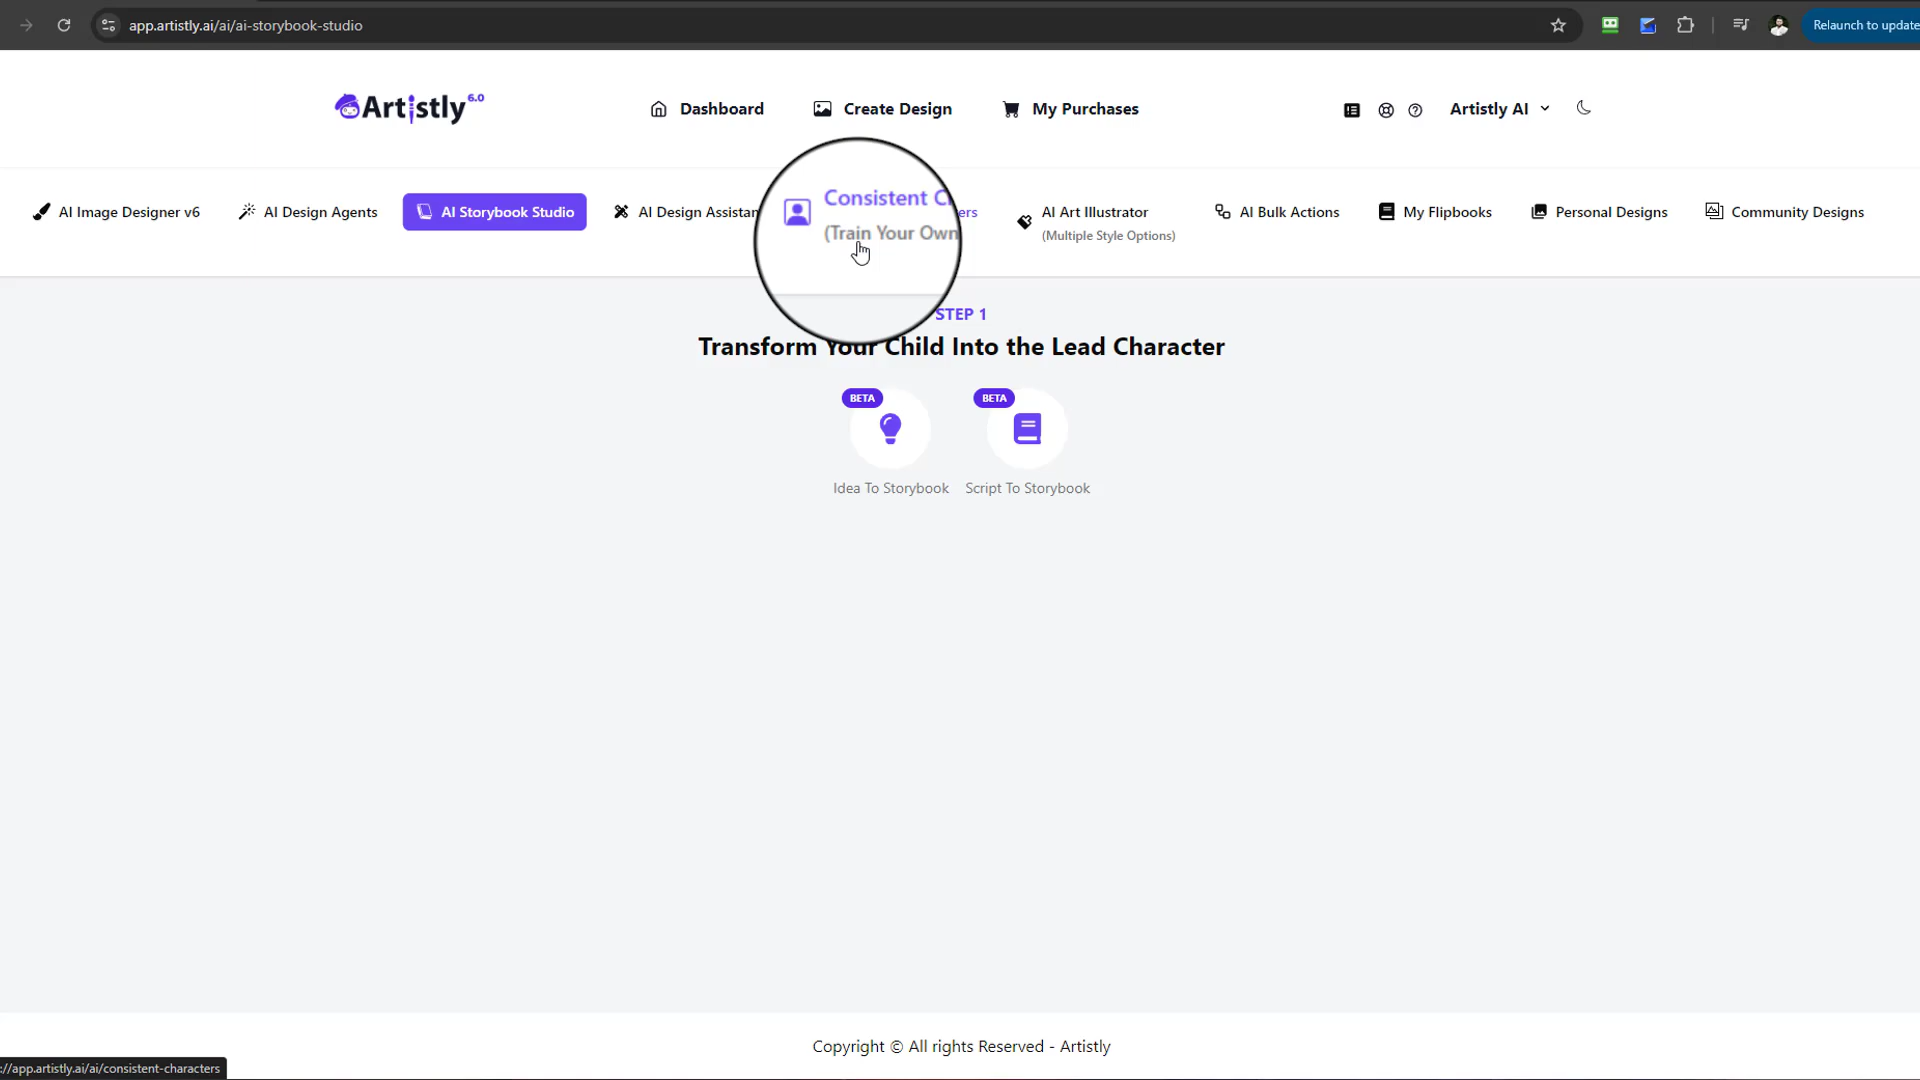 app.artistly.ai/ai/ai-storybook-studio
Relaunch to update
Artistly 6.0
Dashboard
Create Design
My Purchases
Artistly AI
AI Image Designer v6
AI Design Agents
AI Storybook Studio
AI Design Assistan
Consistent C
ers
(Train Your Own
AI Art Illustrator
(Multiple Style Options)
AI Bulk Actions
My Flipbooks
Personal Designs
Community Designs
STEP 1
Transform Your Child Into the Lead Character
BETA
BETA
Idea To Storybook
Script To Storybook
Copyright © All rights Reserved - Artistly
://app.artistly.ai/ai/consistent-characters